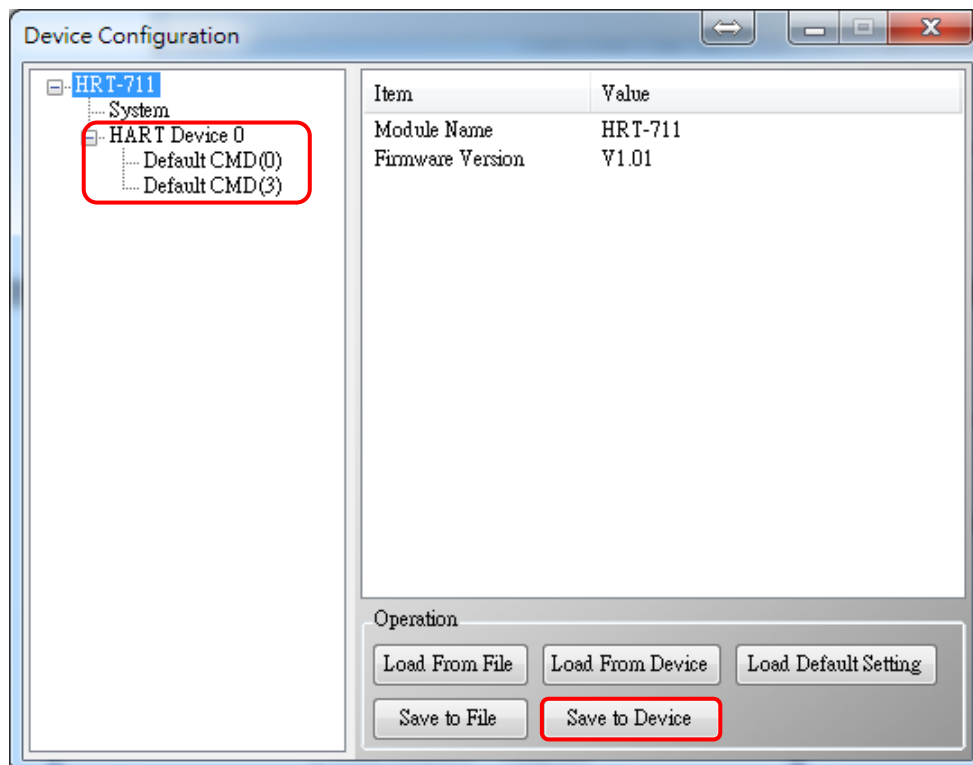 Device Configuration
HRT-711
System
HART Device 0
Default CMD(0)
Default CMD(3)
Item Value
Module Name HRT-711
Firmware Version V1.01
Operation
Load From File Load From Device Load Default Setting
Save to File Save to Device